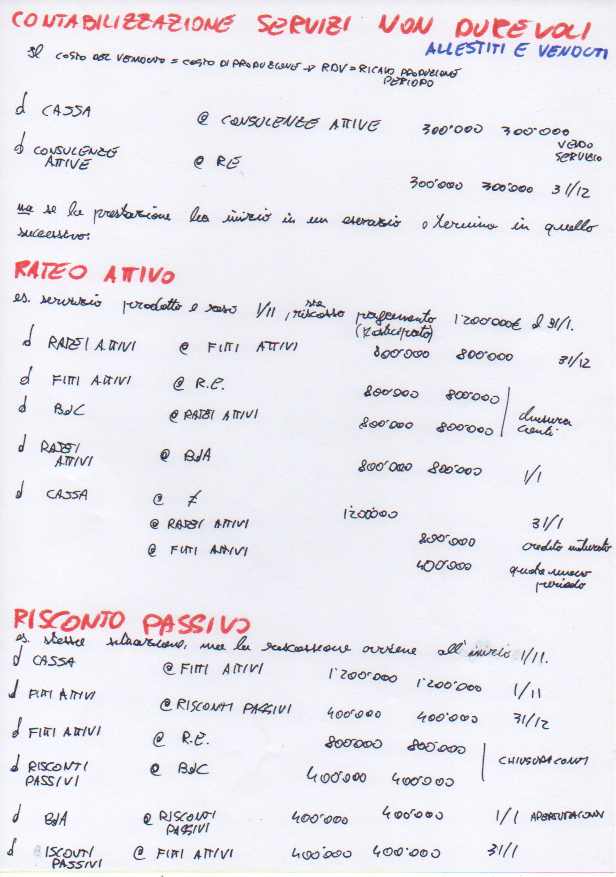 CONTABILIZZAZIONE SERVIZI NON DUREVOLI
ALLESTITI E VENDUTI
Il COSTO DEL VENDUTO = COSTO DI PRODUZIONE → RDV = RICAVO PRODUZIONE
PERIODO
d CASSA @ CONSULENZE ATTIVE 300'000 300'000
VENDO
SERVIZIO
d CONSULENZE
ATTIVE @ RE
300'000 300'000 31/12
ma se la prestazione ha inizio in un esercizio e termina in quello
successivo:
RATEO ATTIVO
es. servizio prodotto e reso 1/11, riscosso pagamento 1'200'000€ il 31/1.
(posticipato)
d RATEI ATTIVI @ FITTI ATTIVI 800'000 800'000 31/12
d FITTI ATTIVI @ R.E. 800'000 800'000
d BdC @ RATEI ATTIVI 800'000 800'000
chiusura
conti
d RATEI
ATTIVI @ BdA 800'000 800'000 1/1
d CASSA @ ≠ 1'200'000
@ RATEI ATTIVI 800'000 31/1
credito maturato
@ FITTI ATTIVI 400'000 quota nuovo
periodo
RISCONTO PASSIVO
es. stessa situazione, ma la riscossione avviene all'inizio 1/11.
d CASSA @ FITTI ATTIVI 1'200'000 1'200'000 1/11
d FITTI ATTIVI @ RISCONTI PASSIVI 400'000 400'000 31/12
d FITTI ATTIVI @ R.E. 800'000 800'000
d RISCONTI
PASSIVI @ BdC 400'000 400'000
CHIUSURA CONTI
d BdA @ RISCONTI
PASSIVI 400'000 400'000 1/1 APERTURA CONTI
d RISCONTI
PASSIVI @ FITTI ATTIVI 400'000 400'000 31/1